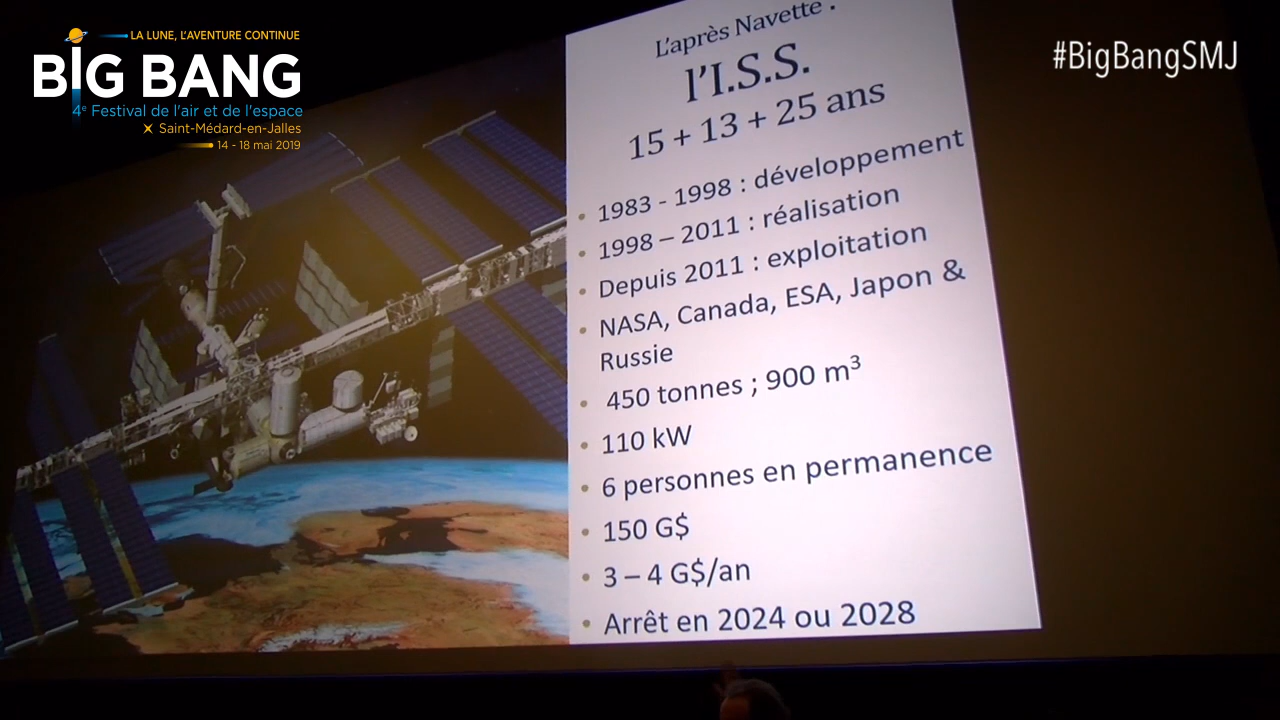 LA LUNE, L'AVENTURE CONTINUE
BIG BANG
4e Festival de l'air et de l'espace
Saint-Médard-en-Jalles
14 - 18 mai 2019
#BigBangSMJ
L'après Navette :
l'I.S.S.
15 + 13 + 25 ans
• 1983 - 1998 : développement
• 1998 – 2011 : réalisation
• Depuis 2011 : exploitation
• NASA, Canada, ESA, Japon &
Russie
• 450 tonnes ; 900 m³
• 110 kW
• 6 personnes en permanence
• 150 G$
• 3 – 4 G$/an
• Arrêt en 2024 ou 2028